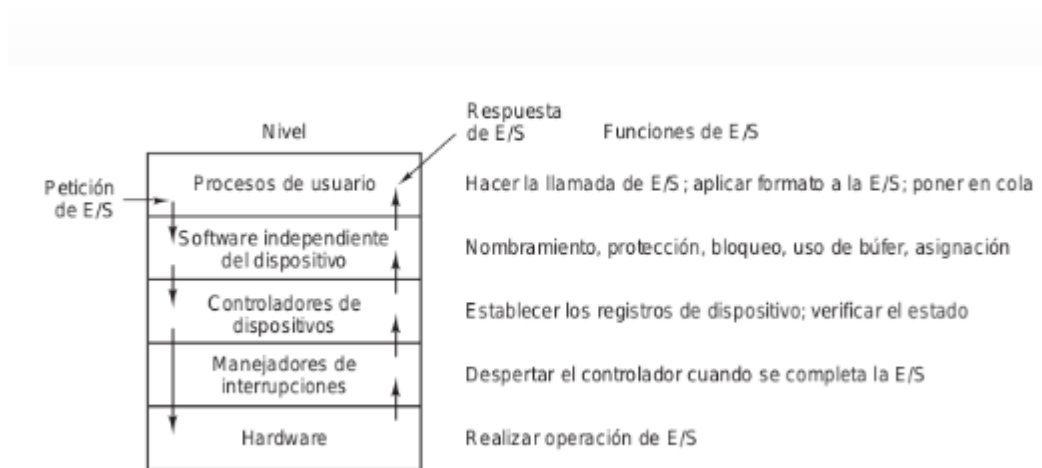 Nivel
Respuesta
de E/S
Funciones de E/S
Petición
de E/S
Procesos de usuario
Hacer la llamada de E/S; aplicar formato a la E/S; poner en cola
Software independiente
del dispositivo
Nombramiento, protección, bloqueo, uso de búfer, asignación
Controladores de
dispositivos
Establecer los registros de dispositivo; verificar el estado
Manejadores de
interrupciones
Despertar el controlador cuando se completa la E/S
Hardware
Realizar operación de E/S